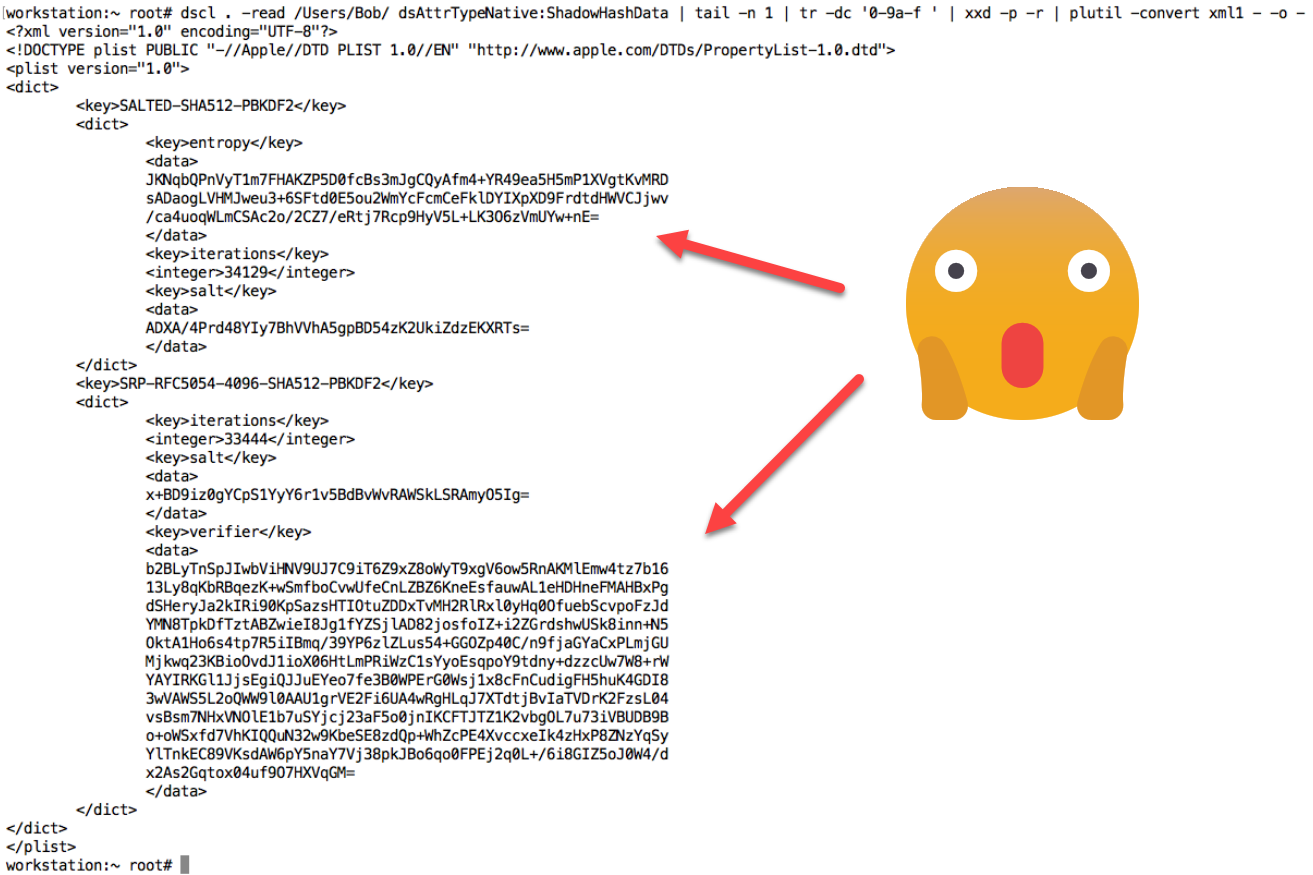 [workstation:~ root# dscl . -read /Users/Bob/ dsAttrTypeNative:ShadowHashData | tail -n 1 | tr -dc '0-9a-f ' | xxd -p -r | plutil -convert xml1 - -o -
<?xml version="1.0" encoding="UTF-8"?>
<!DOCTYPE plist PUBLIC "-//Apple//DTD PLIST 1.0//EN" "http://www.apple.com/DTDs/PropertyList-1.0.dtd">
<plist version="1.0">
<dict>
<key>SALTED-SHA512-PBKDF2</key>
<dict>
<key>entropy</key>
<data>
JKNqbQPnVyT1m7FHAKZP5D0fcBs3mJgCQyAfm4+YR49ea5H5mP1XVgtKvMRD
sADaogLVHMJweu3+6SFtd0E5ou2WmYcFcmCeFklDYIXpXD9FrdtdHWVCJjwv
/ca4uoqWLmCSAc2o/2CZ7/eRtj7Rcp9HyV5L+LK3O6zVmUYw+nE=
</data>
<key>iterations</key>
<integer>34129</integer>
<key>salt</key>
<data>
ADXA/4Prd48YIy7BhVVhA5gpBD54zK2UkiZdzEKXRTs=
</data>
</dict>
<key>SRP-RFC5054-4096-SHA512-PBKDF2</key>
<dict>
<key>iterations</key>
<integer>33444</integer>
<key>salt</key>
<data>
x+BD9iz0gYCpS1YyY6r1v5BdBvWvRAWSkLSRAmyO5Ig=
</data>
<key>verifier</key>
<data>
b2BLyTnSpJIwbViHNV9UJ7C9iT6Z9xZ8oWyT9xgV6ow5RnAKMlEmw4tz7b16
13Ly8qKbRBqezK+wSmfboCvwUfeCnLZBZ6KneEsfauwAL1eHDHneFMAHBxPg
dSHeryJa2kIRi90KpSazsHTIOtuZDDxTvMH2RlRxl0yHq0OfuebScvpoFzJd
YMN8TpkDfTztABZwieI8Jg1fYZSjlAD82josfoIZ+i2ZGrdshwUSk8inn+N5
OktA1Ho6s4tp7R5iIBmq/39YP6zlZLus54+GGOZp40C/n9fjaGYaCxPLmjGU
Mjkwq23KBioOvdJ1ioX06HtLmPRiWzC1sYyoEsqpoY9tdny+dzzcUw7W8+rW
YAYIRKGl1JjsEgiQJJuEYeo7fe3B0WPErG0Wsj1x8cFnCudigFH5huK4GDI8
3wVAWS5L2oQWW9l0AAU1grVE2Fi6UA4wRgHLqJ7XTdtjBvIaTVDrK2FzsL04
vsBsm7NHxVNOlE1b7uSYjcj23aF5o0jnIKCFTJTZ1K2vbgOL7u73iVBUDB9B
o+oWSxfd7VhKIQQuN32w9KbeSE8zdQp+WhZcPE4XvccxeIk4zHxP8ZNzYqSy
YlTnkEC89VKsdAW6pY5naY7Vj38pkJBo6qo0FPEj2q0L+/6i8GIZ5oJ0W4/d
x2As2Gqtox04uf9O7HXVqGM=
</data>
</dict>
</dict>
</plist>
workstation:~ root#